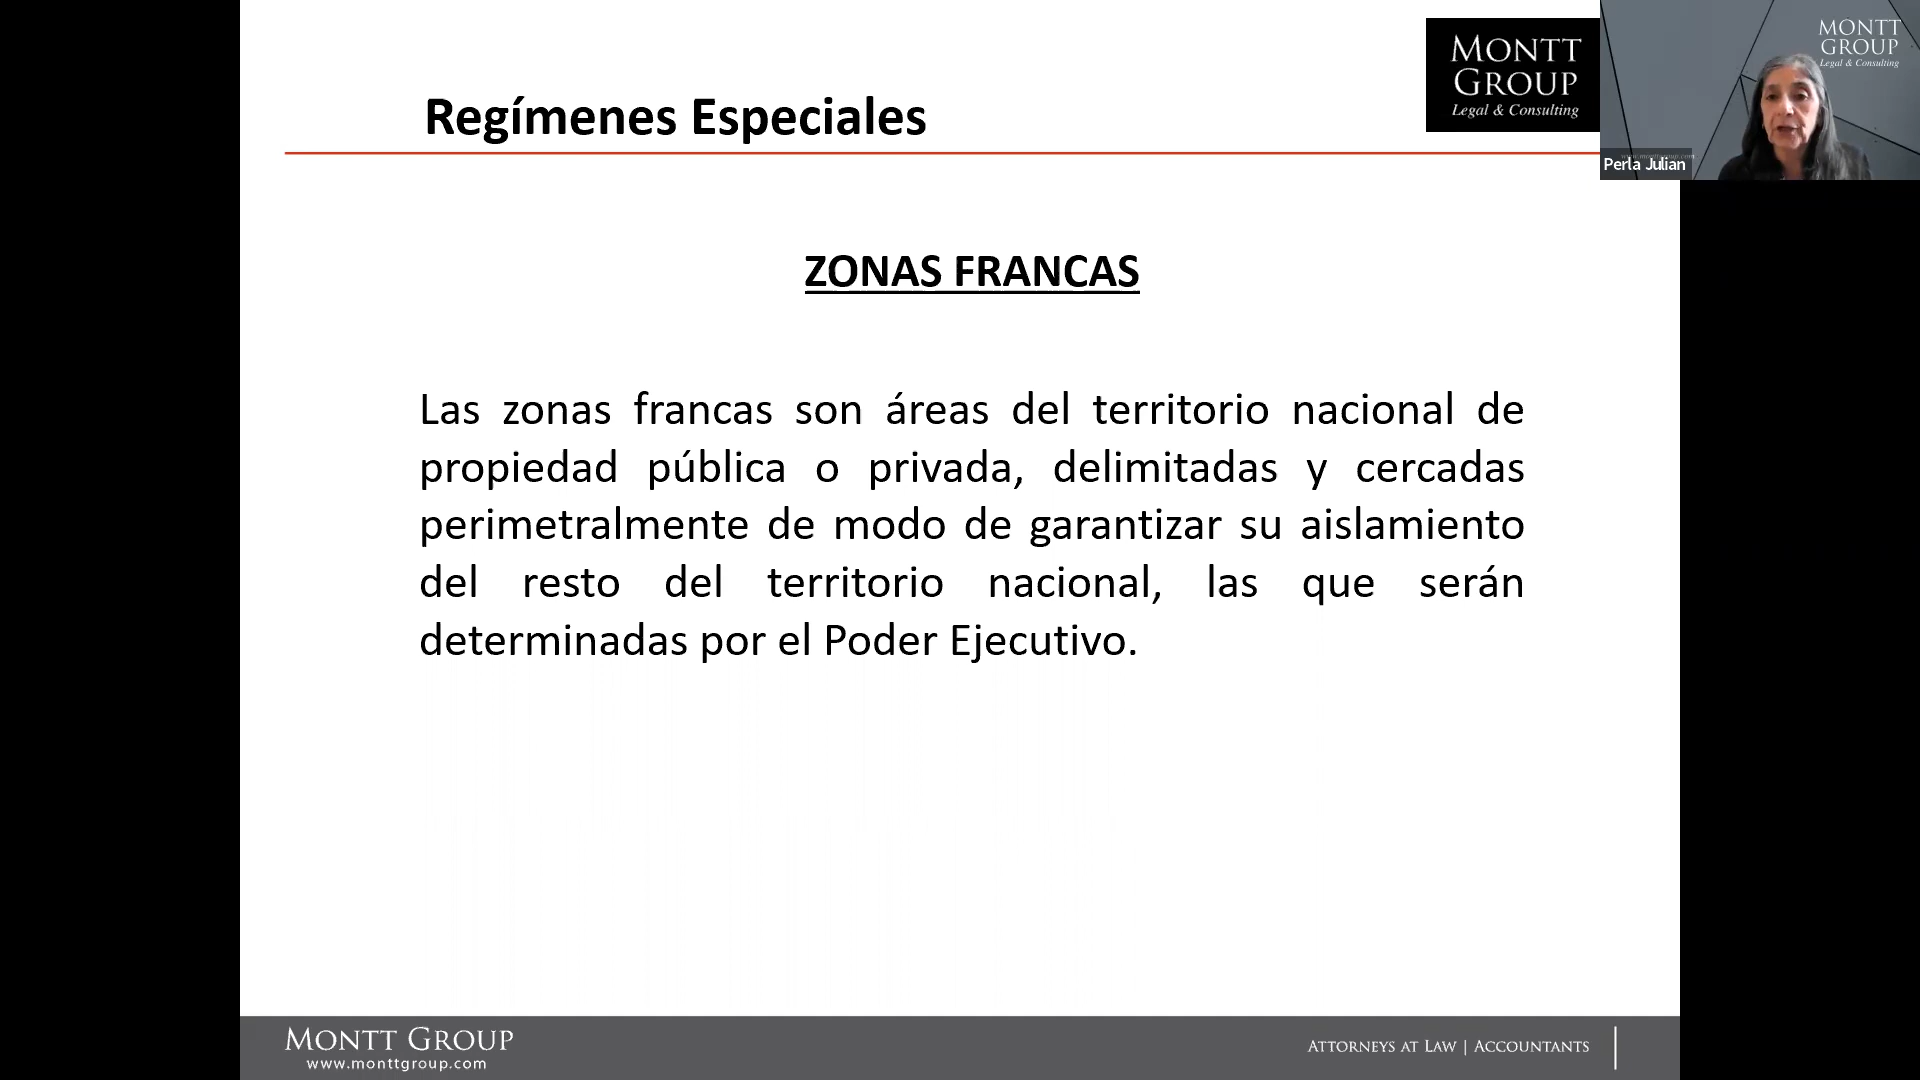 Regímenes Especiales
MONTT
GROUP
Legal & Consulting
MONTT
GROUP
Legal & Consulting
Perla Julian
ZONAS FRANCAS
Las zonas francas son áreas del territorio nacional de
propiedad pública o privada, delimitadas y cercadas
perimetralmente de modo de garantizar su aislamiento
del resto del territorio nacional, las que serán
determinadas por el Poder Ejecutivo.
MONTT GROUP
www.monttgroup.com
ATTORNEYS AT LAW | ACCOUNTANTS